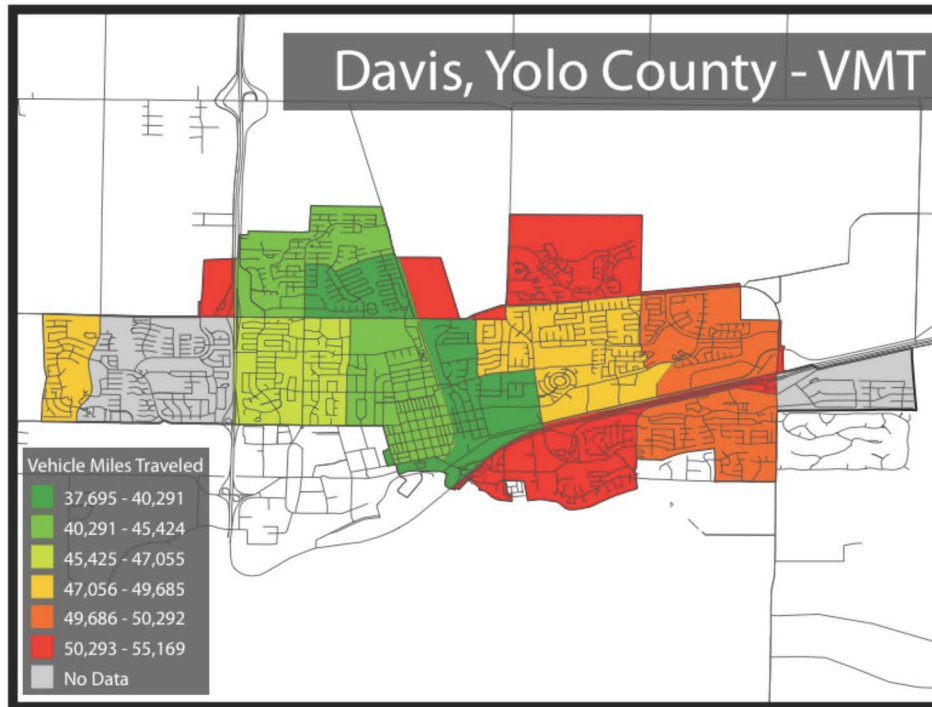 Davis, Yolo County - VMT
Vehicle Miles Traveled
37,695 - 40,291
40,291 - 45,424
45,425 - 47,055
47,056 - 49,685
49,686 - 50,292
50,293 - 55,169
No Data